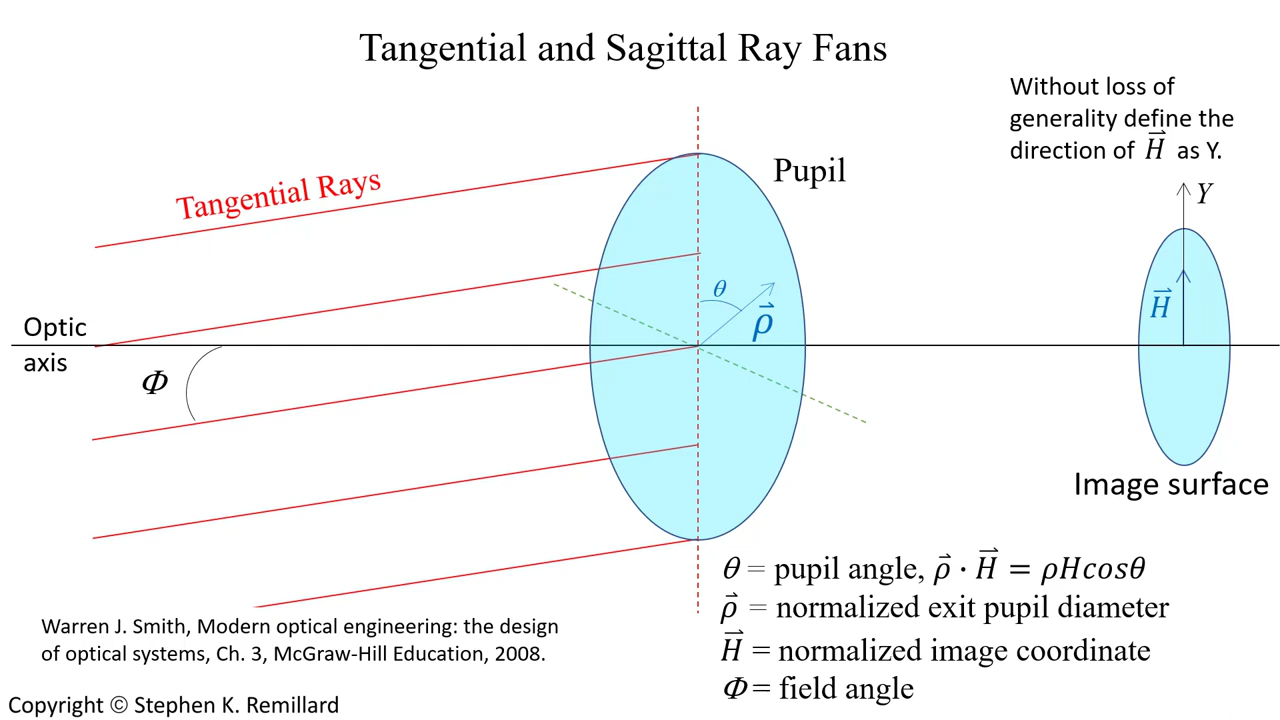 Tangential and Sagittal Ray Fans
Without loss of
generality define the
direction of H⃗ as Y.
Tangential Rays
Pupil
Y
θ
ρ⃗
H⃗
Optic
axis
Φ
Image surface
θ = pupil angle, ρ⃗ · H⃗ = ρHcosθ
ρ⃗ = normalized exit pupil diameter
H⃗ = normalized image coordinate
Φ = field angle
Warren J. Smith, Modern optical engineering: the design
of optical systems, Ch. 3, McGraw-Hill Education, 2008.
Copyright © Stephen K. Remillard